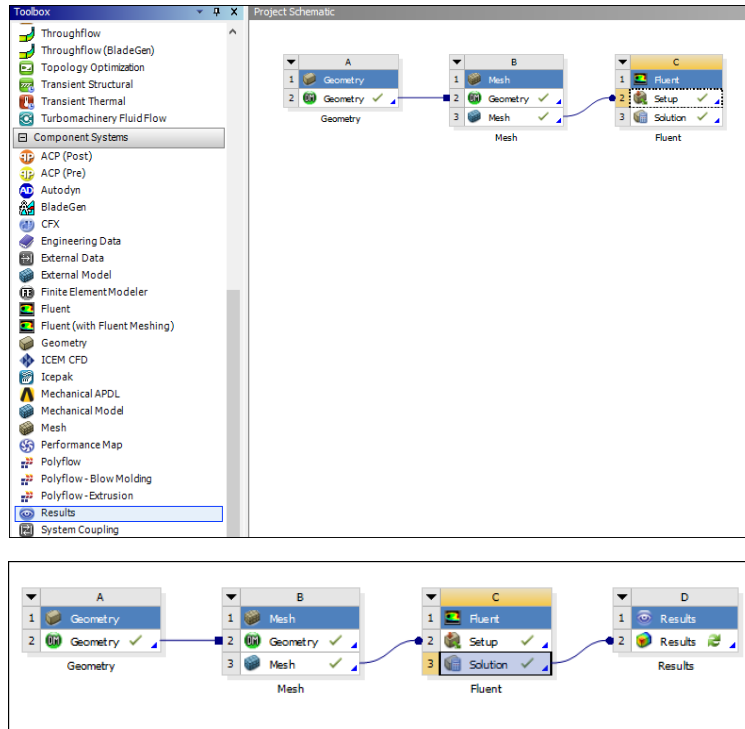 Toolbox
Project Schematic
Throughflow
Throughflow (BladeGen)
Topology Optimization
Transient Structural
Transient Thermal
Turbomachinery Fluid Flow
Component Systems
ACP (Post)
ACP (Pre)
Autodyn
BladeGen
CFX
Engineering Data
External Data
External Model
Finite Element Modeler
Fluent
Fluent (with Fluent Meshing)
Geometry
ICEM CFD
Icepak
Mechanical APDL
Mechanical Model
Mesh
Performance Map
Polyflow
Polyflow - Blow Molding
Polyflow - Extrusion
Results
System Coupling
A
1 Geometry
2 Geometry
Geometry
B
1 Mesh
2 Geometry
3 Mesh
Mesh
C
1 Fluent
2 Setup
3 Solution
Fluent
A
1 Geometry
2 Geometry
Geometry
B
1 Mesh
2 Geometry
3 Mesh
Mesh
C
1 Fluent
2 Setup
3 Solution
Fluent
D
1 Results
2 Results
Results